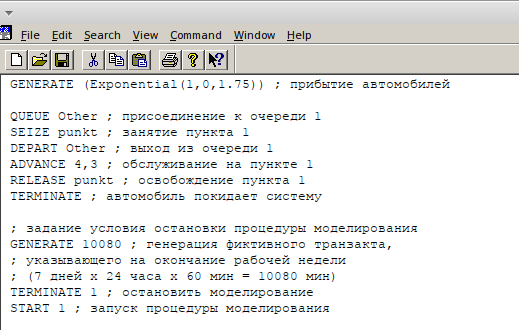 File Edit Search View Command Window Help
GENERATE (Exponential(1,0,1.75)) ; прибытие автомобилей
QUEUE Other ; присоединение к очереди 1
SEIZE punkt ; занятие пункта 1
DEPART Other ; выход из очереди 1
ADVANCE 4,3 ; обслуживание на пункте 1
RELEASE punkt ; освобождение пункта 1
TERMINATE ; автомобиль покидает систему
; задание условия остановки процедуры моделирования
GENERATE 10080 ; генерация фиктивного транзакта,
; указывающего на окончание рабочей недели
; (7 дней x 24 часа x 60 мин = 10080 мин)
TERMINATE 1 ; остановить моделирование
START 1 ; запуск процедуры моделирования